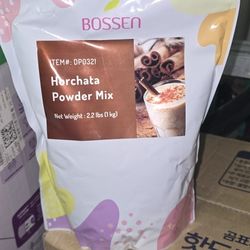 BOSSEN
ITEM#: DP0321
Horchata
Powder Mix
Net Weight : 2.2 lbs (1 kg)